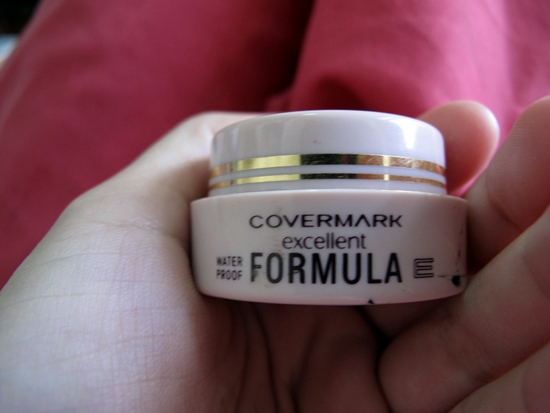 COVERMARK
excellent
WATER
PROOF
FORMULA E